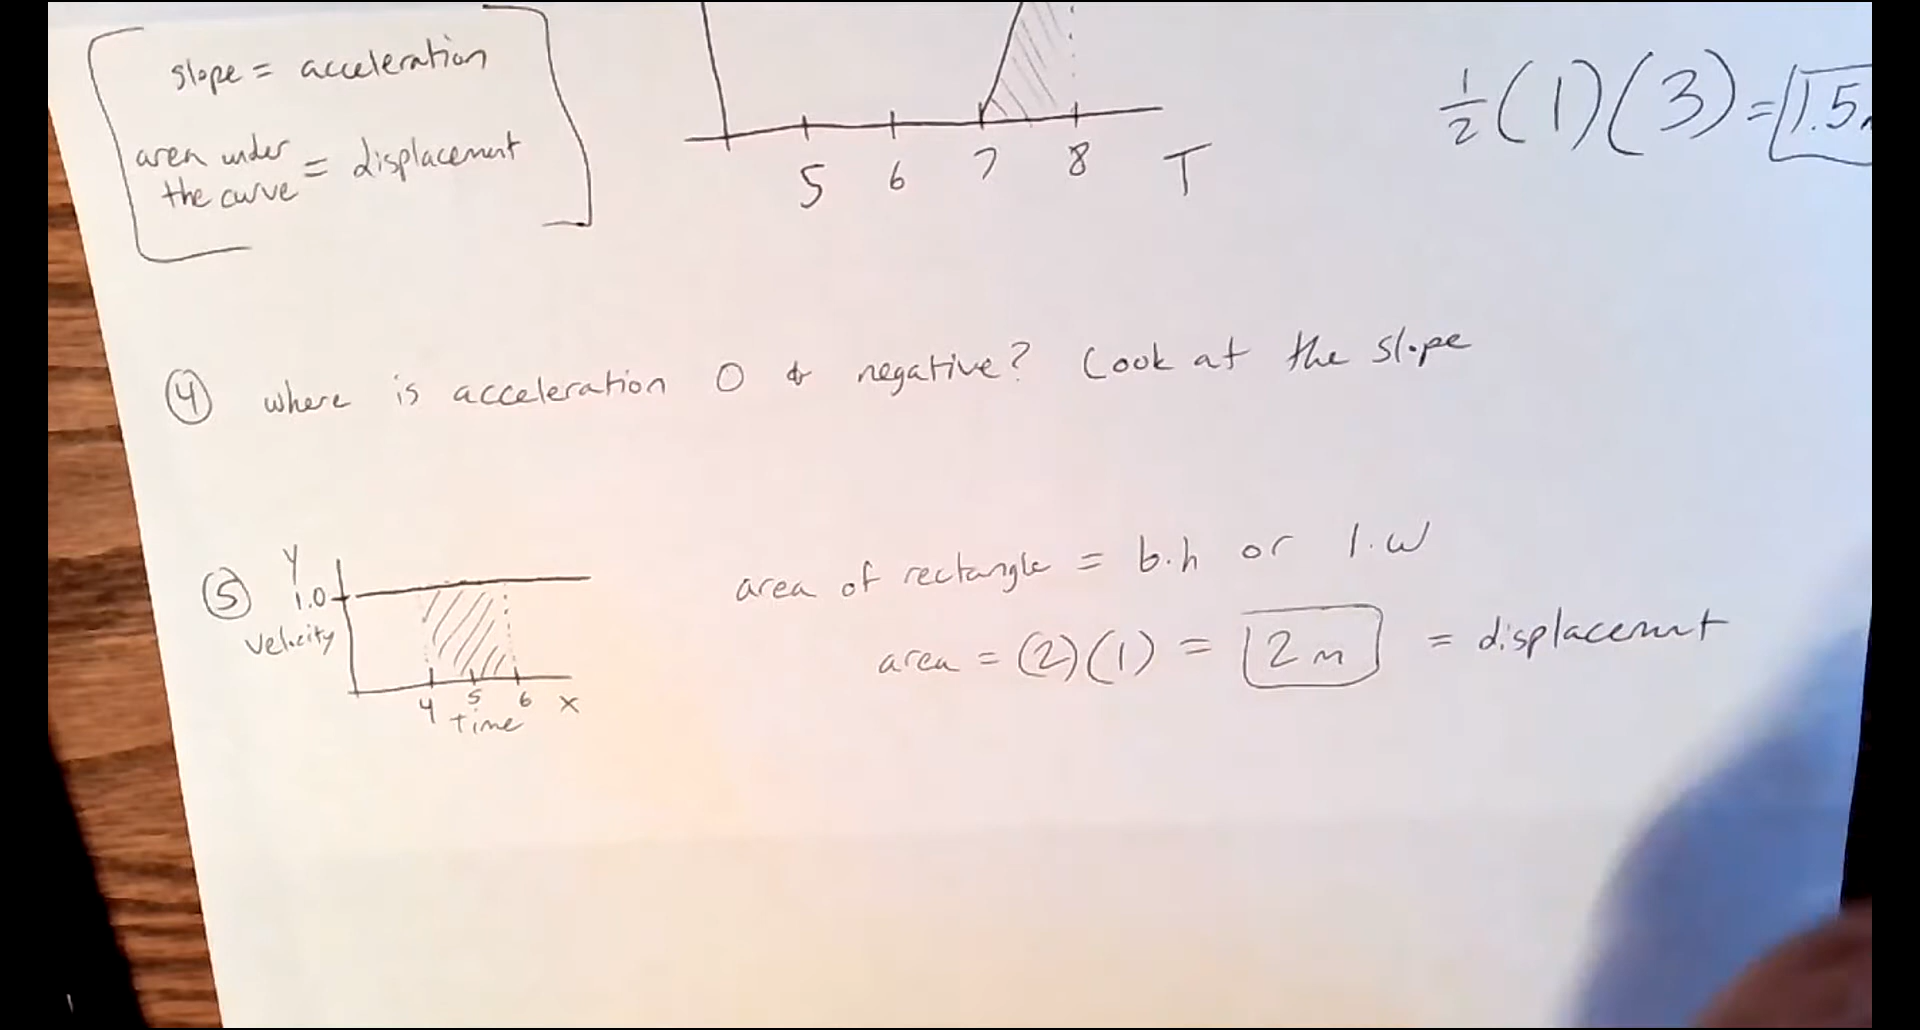 slope = acceleration
area under
the curve = displacement
5 6 7 8 T
1/2 (1)(3) = 1.5
④ where is acceleration 0 & negative? Look at the slope
⑤ Y
1.0
velocity
4 5 6 x
time
area of rectangle = b.h or l.w
area = (2)(1) = 2m = displacement